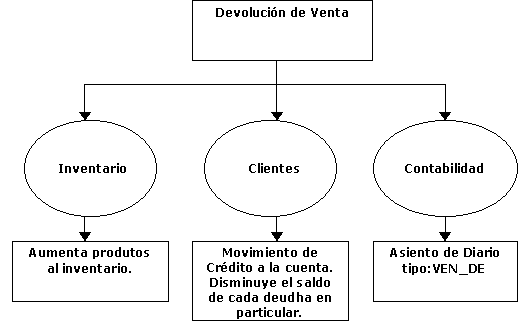 Devolución de Venta
Inventario
Clientes
Contabilidad
Aumenta produtos
al inventario.
Movimiento de
Crédito a la cuenta.
Disminuye el saldo
de cada deudha en
particular.
Asiento de Diario
tipo:VEN_DE